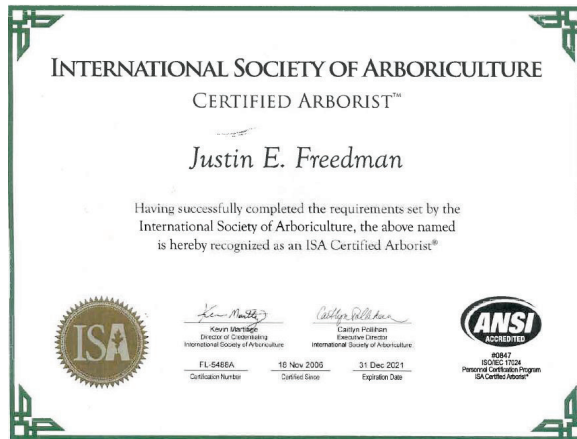 INTERNATIONAL SOCIETY OF ARBORICULTURE
CERTIFIED ARBORIST™
Justin E. Freedman
Having successfully completed the requirements set by the
International Society of Arboriculture, the above named
is hereby recognized as an ISA Certified Arborist®
ISA
Kevin Martlage
Director of Credentialing
International Society of Arboriculture
Caitlyn Pollihan
Executive Director
International Society of Arboriculture
FL-5488A
Certification Number
18 Nov 2006
Certified Since
31 Dec 2021
Expiration Date
ANSI
ACCREDITED
#0847
ISO/IEC 17024
Personnel Certification Program
ISA Certified Arborist®